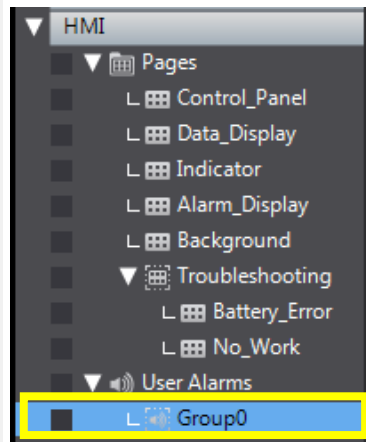 HMI
Pages
Control_Panel
Data_Display
Indicator
Alarm_Display
Background
Troubleshooting
Battery_Error
No_Work
User Alarms
Group0